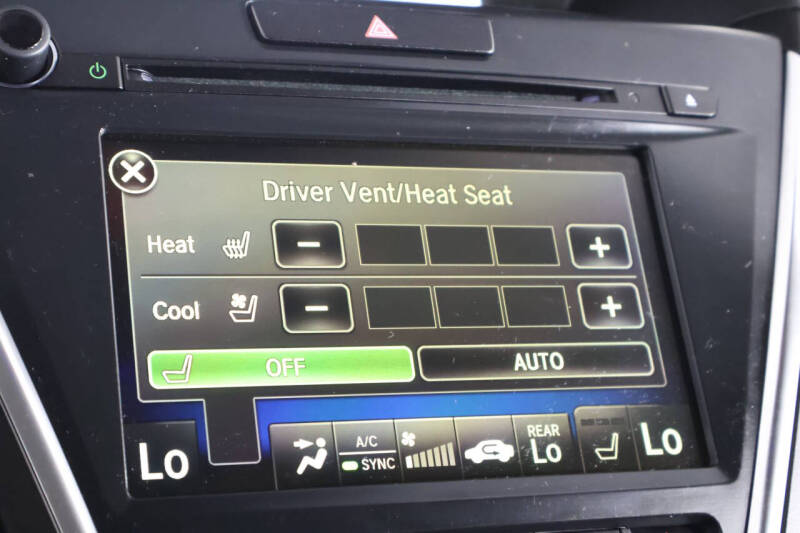 Driver Vent/Heat Seat
Heat − +
Cool − +
OFF AUTO
Lo A/C SYNC REAR Lo Lo